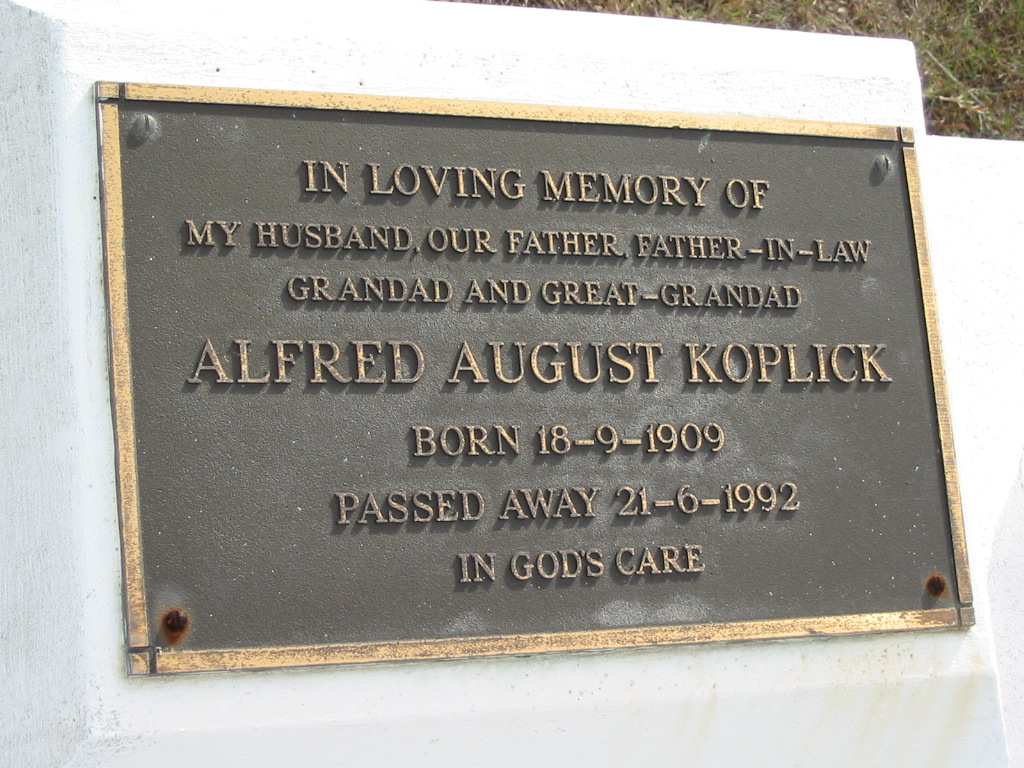 IN LOVING MEMORY OF
MY HUSBAND, OUR FATHER, FATHER-IN-LAW
GRANDAD AND GREAT-GRANDAD
ALFRED AUGUST KOPLICK
BORN 18-9-1909
PASSED AWAY 21-6-1992
IN GOD'S CARE